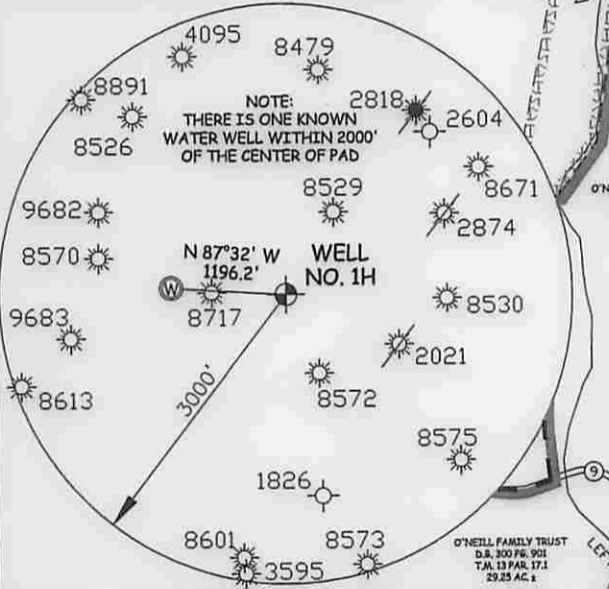 4095
8479
8891
NOTE:
THERE IS ONE KNOWN
WATER WELL WITHIN 2000'
OF THE CENTER OF PAD
2818
2604
8526
8671
8529
9682
2874
N 87°32' W
1196.2'
WELL
NO. 1H
8570
W
8717
8530
9683
2021
8613
3000'
8572
8575
1826
9
8601
8573
3595
O'NEILL FAMILY TRUST
D.B. 300 PG. 901
T.M. 13 PAR. 17.1
29.25 AC. ±